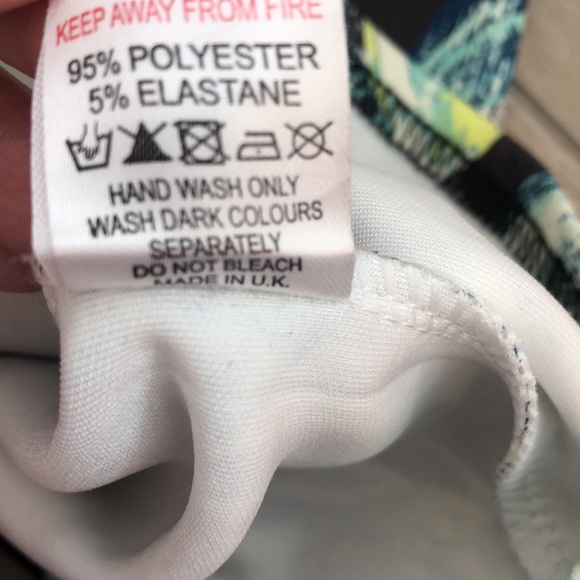 KEEP AWAY FROM FIRE
95% POLYESTER
5% ELASTANE
HAND WASH ONLY
WASH DARK COLOURS
SEPARATELY
DO NOT BLEACH
MADE IN U.K.